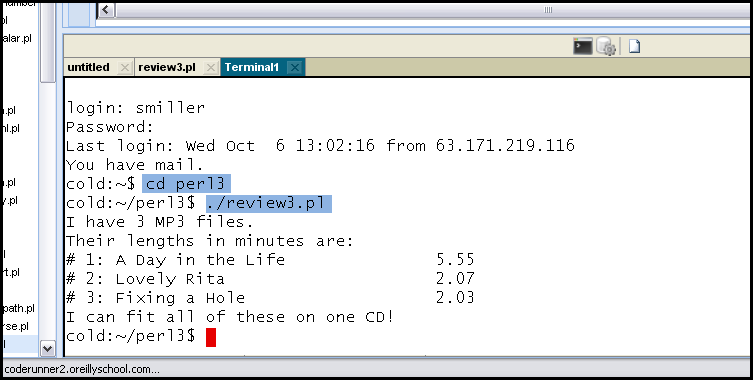 umber
pl
alar.pl
n.pl
ml.pl
n.pl
y.pl
rl
rt.pl
path.pl
rse.pl
l
untitled review3.pl Terminal1
login: smiller
Password:
Last login: Wed Oct  6 13:02:16 from 63.171.219.116
You have mail.
cold:~$ cd perl3
cold:~/perl3$ ./review3.pl
I have 3 MP3 files.
Their lengths in minutes are:
# 1: A Day in the Life 5.55
# 2: Lovely Rita 2.07
# 3: Fixing a Hole 2.03
I can fit all of these on one CD!
cold:~/perl3$
coderunner2.oreillyschool.com...